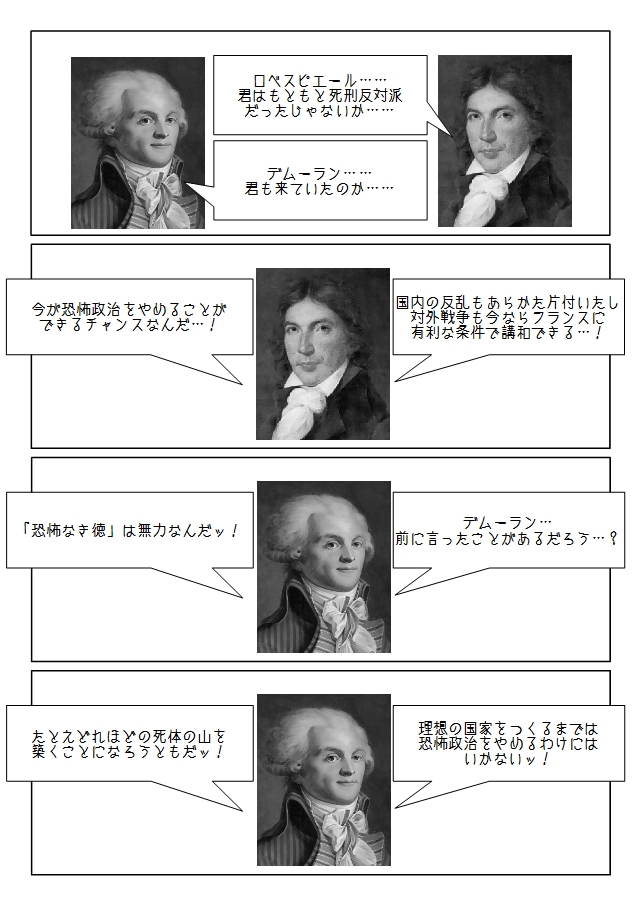 ロベスピエール……
君はもともと死刑反対派
だったじゃないか……
デムーラン……
君も来ていたのか……
国内の反乱もあらかた片付いたし
対外戦争も今ならフランスに
有利な条件で講和できる…！
今が恐怖政治をやめることが
できるチャンスなんだ…！
デムーラン…
前に言ったことがあるだろう…？
「恐怖なき徳」は無力なんだッ！
理想の国家をつくるまでは
恐怖政治をやめるわけには
いかないッ！
たとえどれほどの死体の山を
築くことになろうともだッ！